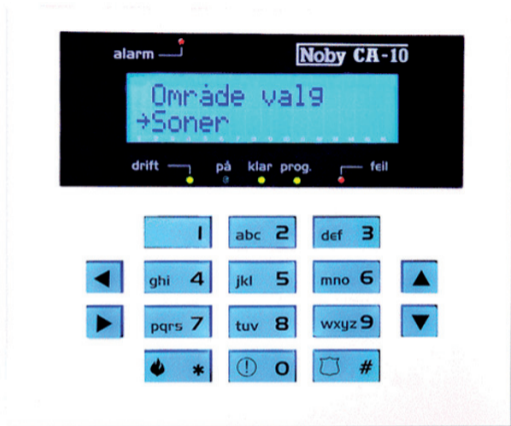 alarm
Noby CA-10
Område valg
→Soner
drift
på
klar
prog.
feil
1
abc 2
def 3
ghi 4
jkl 5
mno 6
pqrs 7
tuv 8
wxyz 9
*
0
#